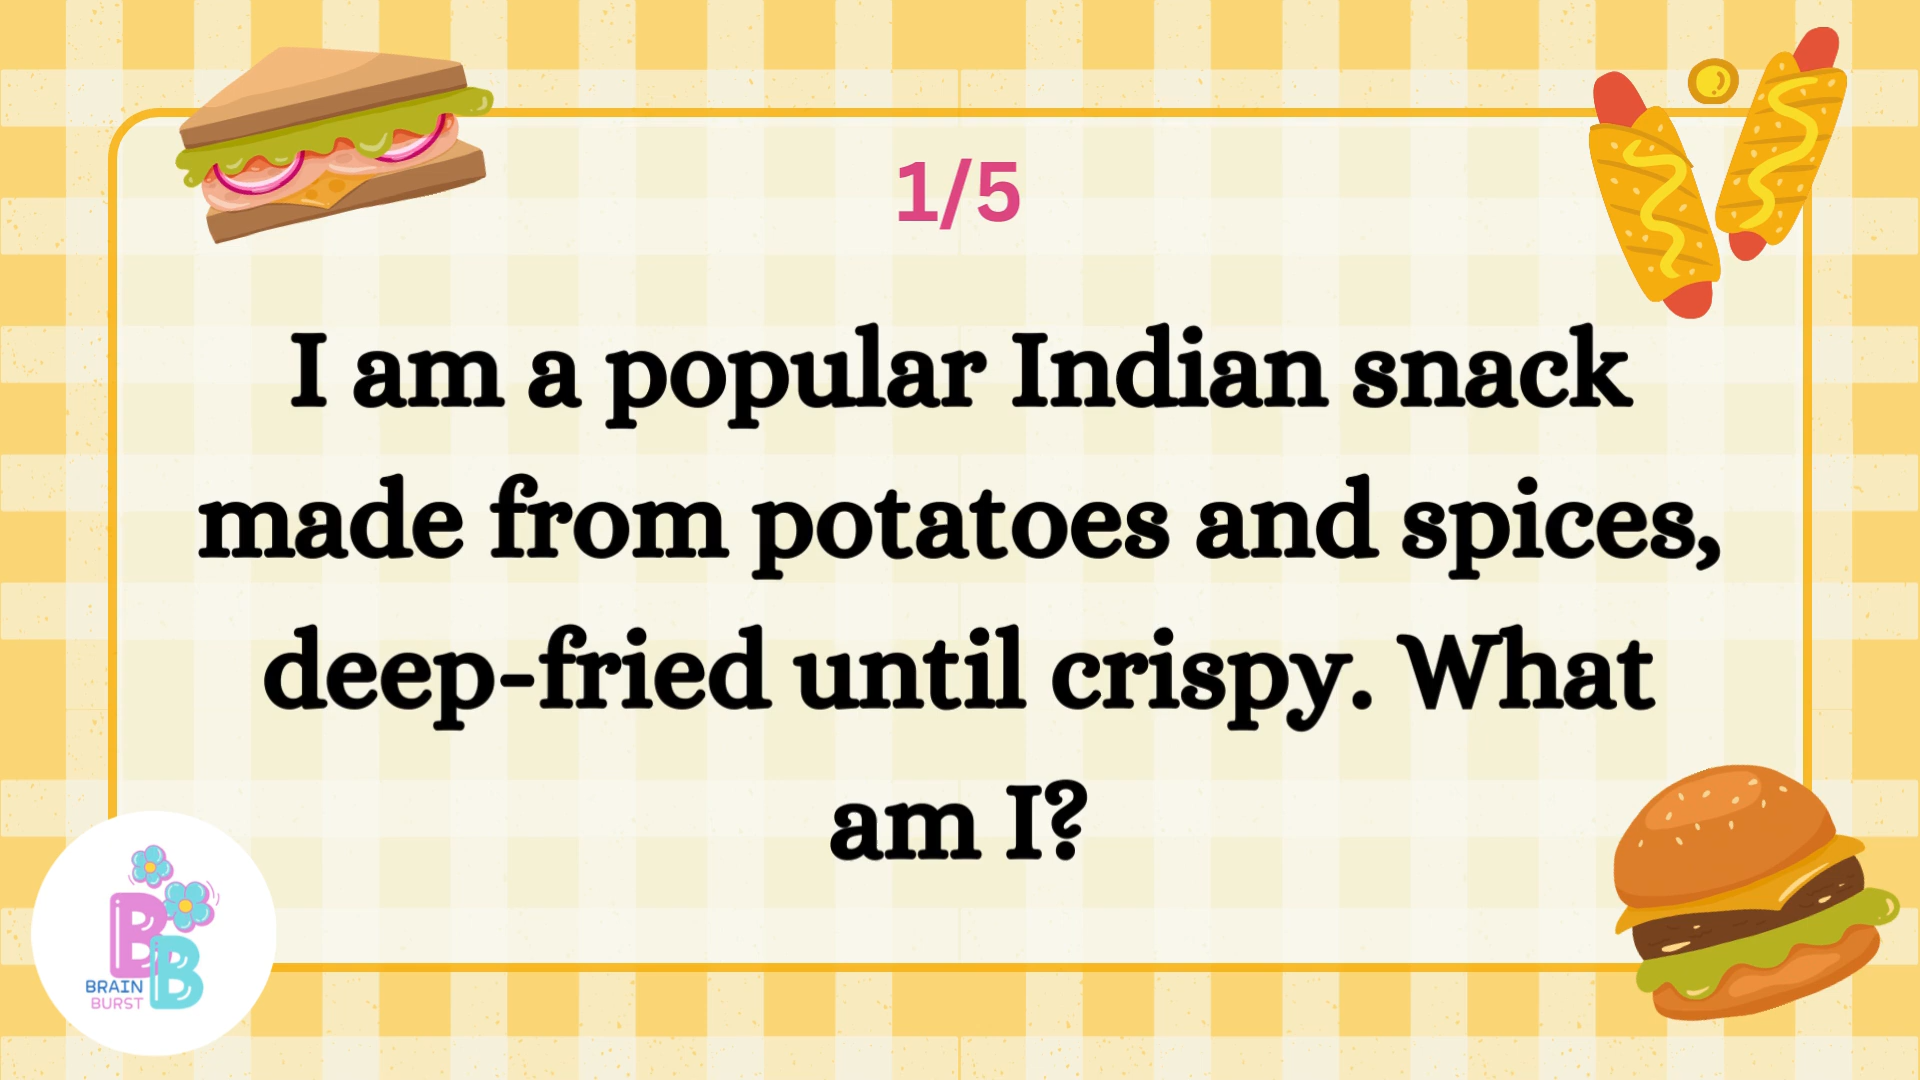 1/5
I am a popular Indian snack
made from potatoes and spices,
deep-fried until crispy. What
am I?
BB
BRAIN
BURST